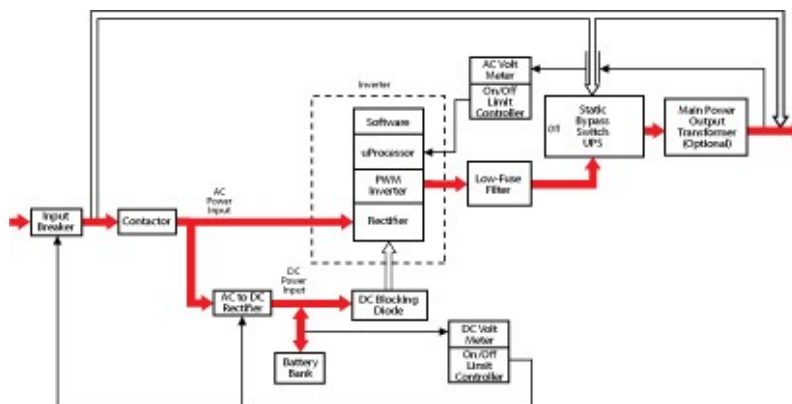 Inverter
Software
uProcessor
PWM
Inverter
Rectifier
AC Volt
Meter
On/Off
Limit
Controller
Off
Static
Bypass
Switch
UPS
Main Power
Output
Transformer
(Optional)
Low-Fuse
Filter
Input
Breaker
Contactor
AC
Power
Input
AC to DC
Rectifier
DC
Power
Input
DC Blocking
Diode
Battery
Bank
DC Volt
Meter
On/Off
Limit
Controller